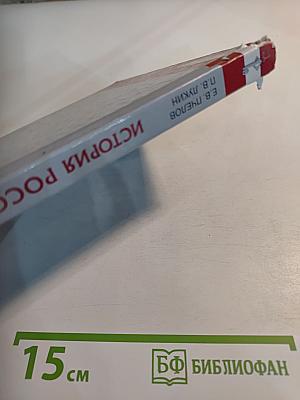 Е. В. ПЧЕЛОВ
П. В. ЛУКИН
ИСТОРИЯ РОСС
15 см
БФ БИБЛИОФАН